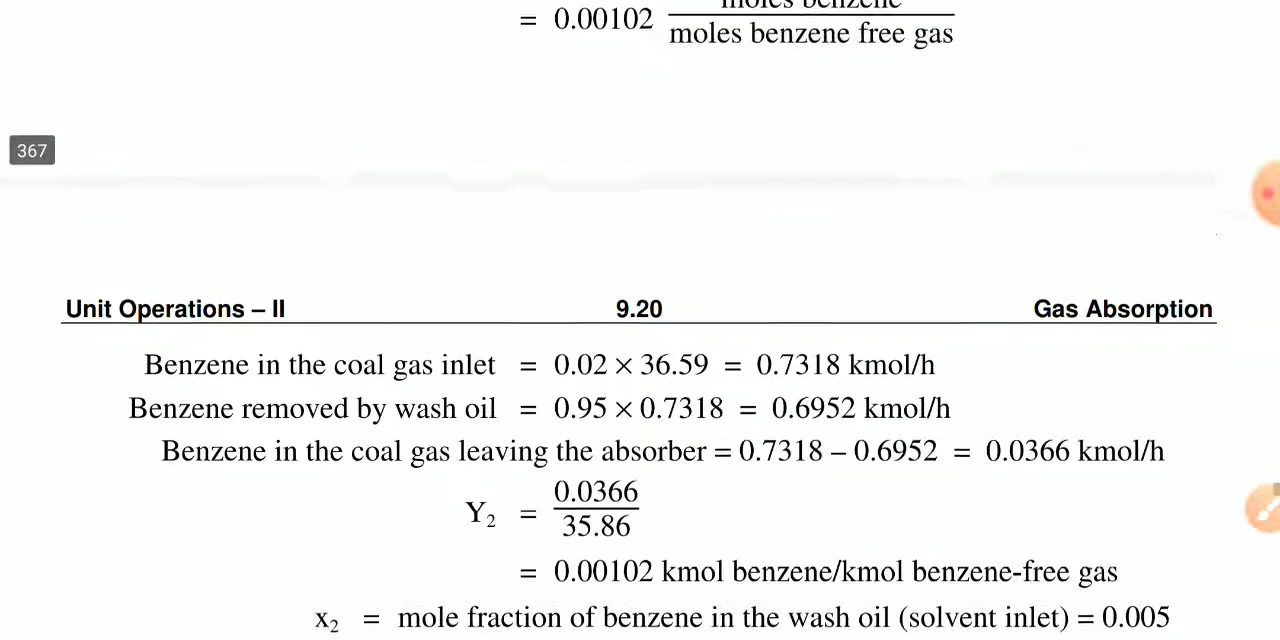 = 0.00102 moles benzene / moles benzene free gas
367
Unit Operations – II 9.20 Gas Absorption
Benzene in the coal gas inlet = 0.02 × 36.59 = 0.7318 kmol/h
Benzene removed by wash oil = 0.95 × 0.7318 = 0.6952 kmol/h
Benzene in the coal gas leaving the absorber = 0.7318 – 0.6952 = 0.0366 kmol/h
Y₂ = 0.0366 / 35.86
= 0.00102 kmol benzene/kmol benzene-free gas
x₂ = mole fraction of benzene in the wash oil (solvent inlet) = 0.005